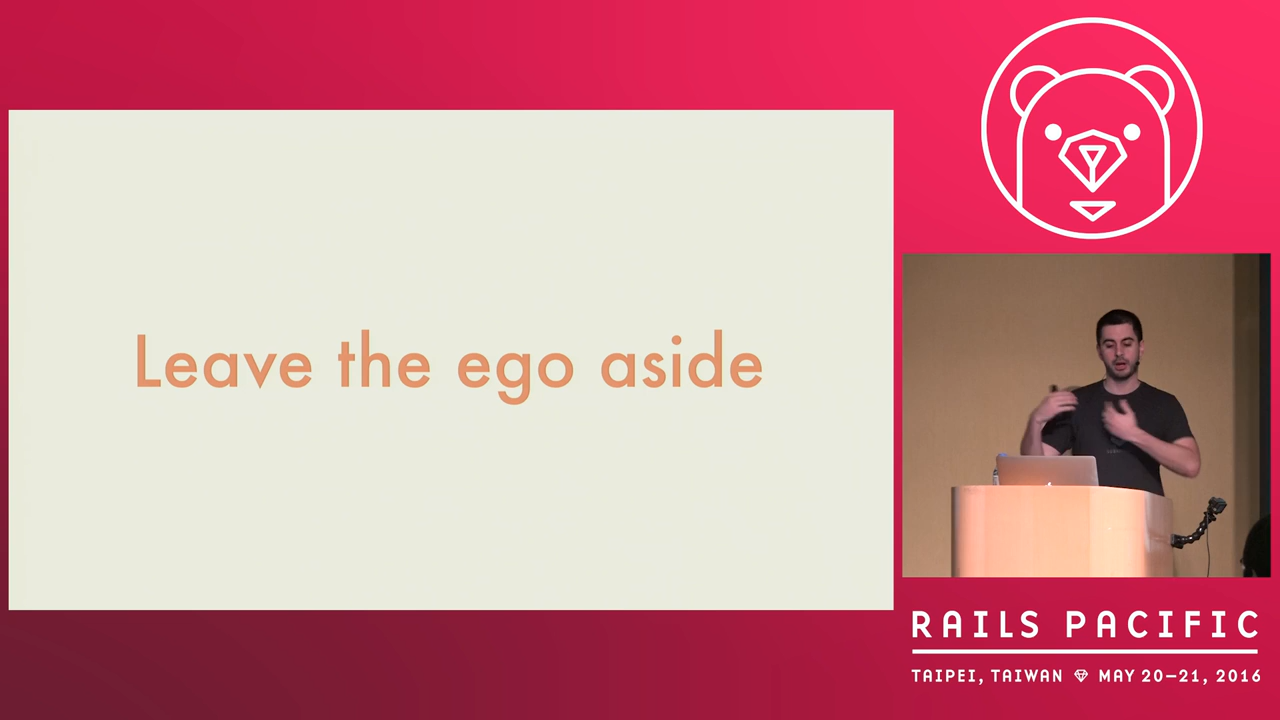 Leave the ego aside
RAILS PACIFIC
TAIPEI, TAIWAN MAY 20–21, 2016